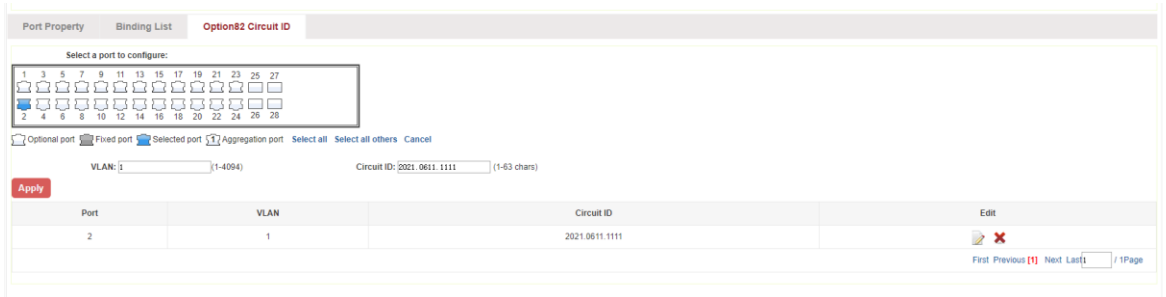 Port Property Binding List Option82 Circuit ID
Select a port to configure:
1 3 5 7 9 11 13 15 17 19 21 23 25 27
2 4 6 8 10 12 14 16 18 20 22 24 26 28
Optional port Fixed port Selected port 1 Aggregation port Select all Select all others Cancel
VLAN: 1 (1-4094) Circuit ID: 2021.0611.1111 (1-63 chars)
Apply
Port VLAN Circuit ID Edit
2 1 2021.0611.1111
First Previous [1] Next Last 1 / 1Page